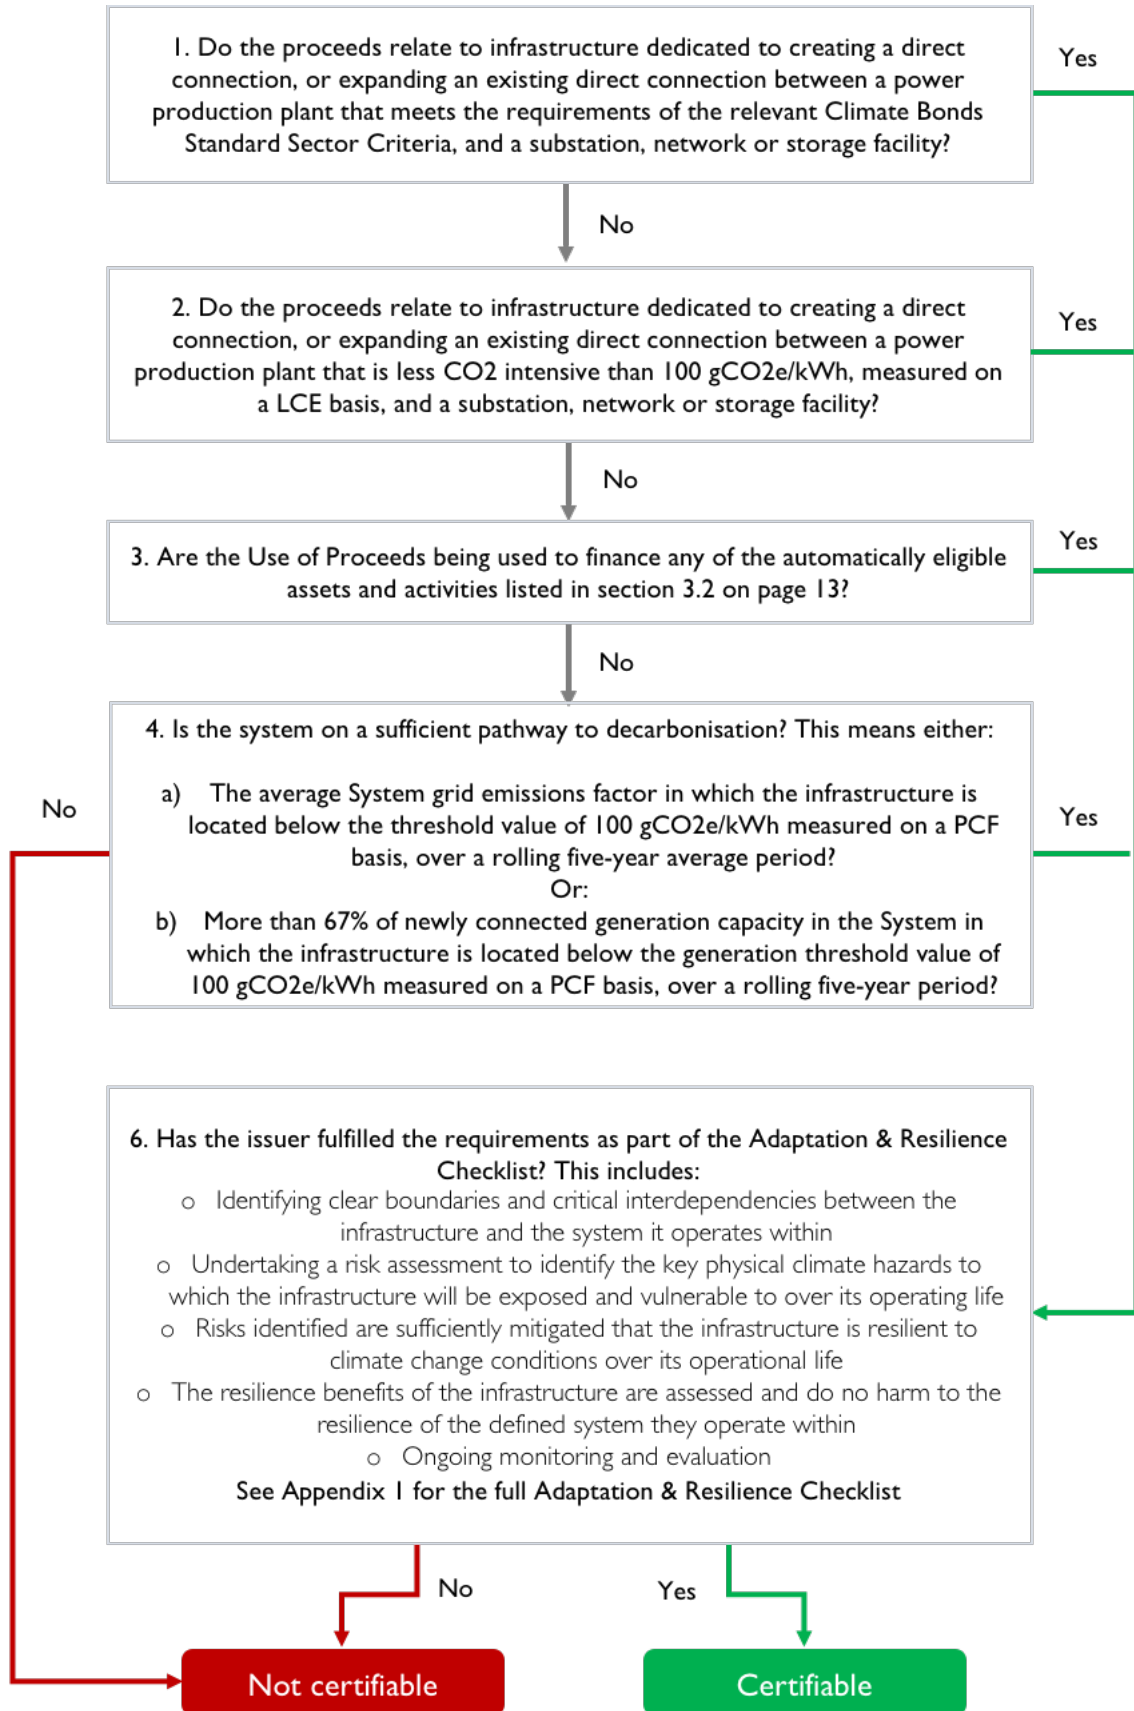 1. Do the proceeds relate to infrastructure dedicated to creating a direct
connection, or expanding an existing direct connection between a power
production plant that meets the requirements of the relevant Climate Bonds
Standard Sector Criteria, and a substation, network or storage facility?
Yes
No
2. Do the proceeds relate to infrastructure dedicated to creating a direct
connection, or expanding an existing direct connection between a power
production plant that is less CO2 intensive than 100 gCO2e/kWh, measured on
a LCE basis, and a substation, network or storage facility?
Yes
No
3. Are the Use of Proceeds being used to finance any of the automatically eligible
assets and activities listed in section 3.2 on page 13?
Yes
No
4. Is the system on a sufficient pathway to decarbonisation? This means either:
a) The average System grid emissions factor in which the infrastructure is
located below the threshold value of 100 gCO2e/kWh measured on a PCF
basis, over a rolling five-year average period?
Or:
b) More than 67% of newly connected generation capacity in the System in
which the infrastructure is located below the generation threshold value of
100 gCO2e/kWh measured on a PCF basis, over a rolling five-year period?
No
Yes
6. Has the issuer fulfilled the requirements as part of the Adaptation & Resilience
Checklist? This includes:
o Identifying clear boundaries and critical interdependencies between the
infrastructure and the system it operates within
o Undertaking a risk assessment to identify the key physical climate hazards to
which the infrastructure will be exposed and vulnerable to over its operating life
o Risks identified are sufficiently mitigated that the infrastructure is resilient to
climate change conditions over its operational life
o The resilience benefits of the infrastructure are assessed and do no harm to the
resilience of the defined system they operate within
o Ongoing monitoring and evaluation
See Appendix 1 for the full Adaptation & Resilience Checklist
No
Yes
Not certifiable
Certifiable